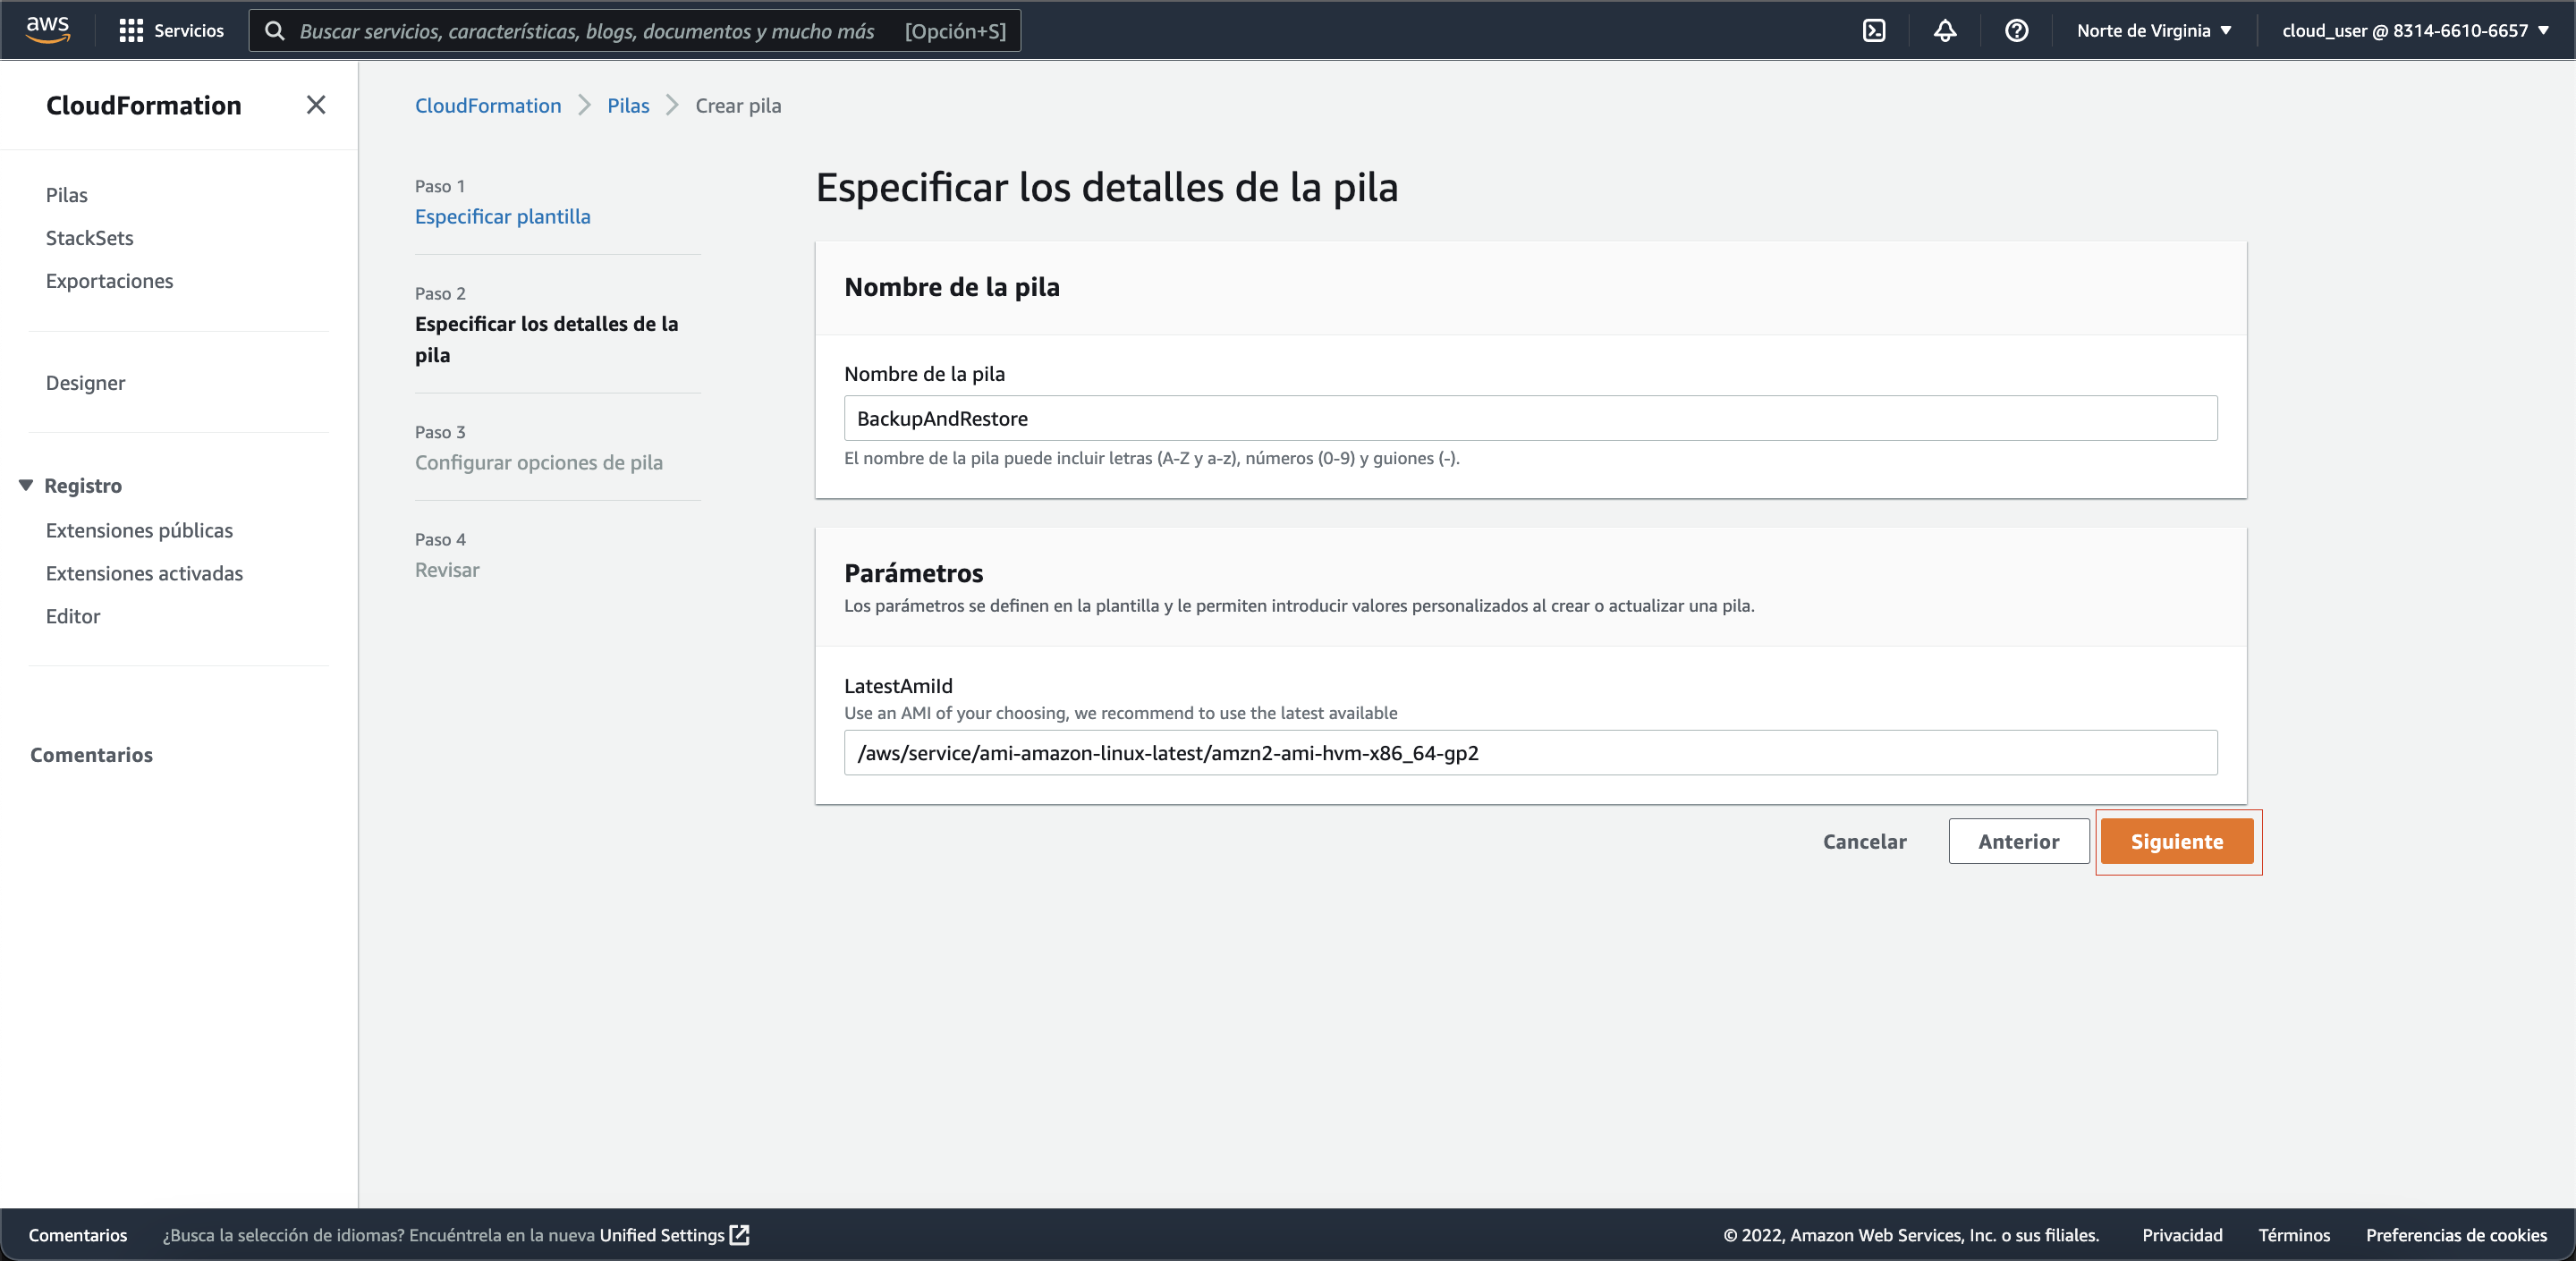 aws
Servicios
Buscar servicios, características, blogs, documentos y mucho más
[Opción+S]
Norte de Virginia
cloud_user @ 8314-6610-6657
CloudFormation
Pilas
StackSets
Exportaciones
Designer
Registro
Extensiones públicas
Extensiones activadas
Editor
Comentarios
CloudFormation
Pilas
Crear pila
Paso 1
Especificar plantilla
Paso 2
Especificar los detalles de la
pila
Paso 3
Configurar opciones de pila
Paso 4
Revisar
Especificar los detalles de la pila
Nombre de la pila
Nombre de la pila
BackupAndRestore
El nombre de la pila puede incluir letras (A-Z y a-z), números (0-9) y guiones (-).
Parámetros
Los parámetros se definen en la plantilla y le permiten introducir valores personalizados al crear o actualizar una pila.
LatestAmiId
Use an AMI of your choosing, we recommend to use the latest available
/aws/service/ami-amazon-linux-latest/amzn2-ami-hvm-x86_64-gp2
Cancelar
Anterior
Siguiente
Comentarios
¿Busca la selección de idiomas? Encuéntrela en la nueva Unified Settings
© 2022, Amazon Web Services, Inc. o sus filiales.
Privacidad
Términos
Preferencias de cookies